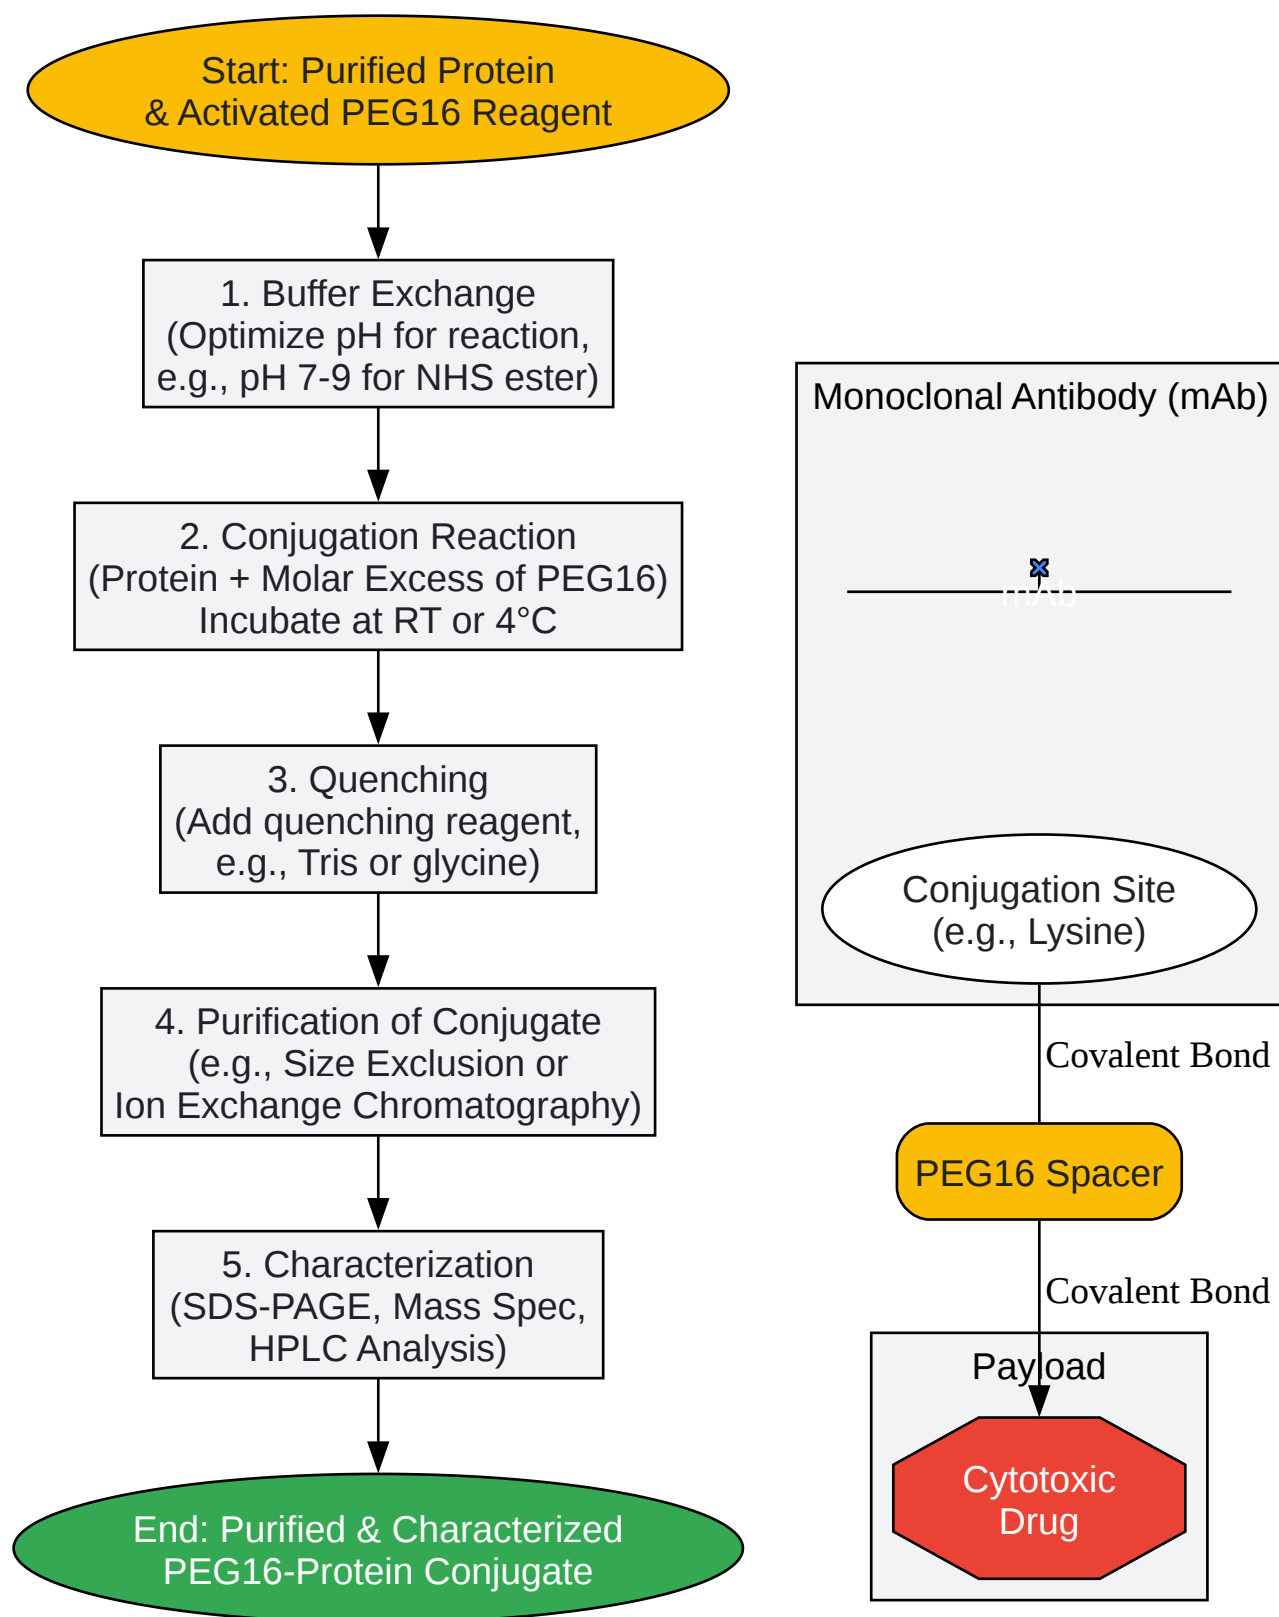 Start: Purified Protein
& Activated PEG16 Reagent
1. Buffer Exchange
(Optimize pH for reaction,
e.g., pH 7-9 for NHS ester)
2. Conjugation Reaction
(Protein + Molar Excess of PEG16)
Incubate at RT or 4°C
3. Quenching
(Add quenching reagent,
e.g., Tris or glycine)
4. Purification of Conjugate
(e.g., Size Exclusion or
Ion Exchange Chromatography)
5. Characterization
(SDS-PAGE, Mass Spec,
HPLC Analysis)
End: Purified & Characterized
PEG16-Protein Conjugate
Monoclonal Antibody (mAb)
mAb
Conjugation Site
(e.g., Lysine)
Covalent Bond
PEG16 Spacer
Covalent Bond
Payload
Cytotoxic
Drug